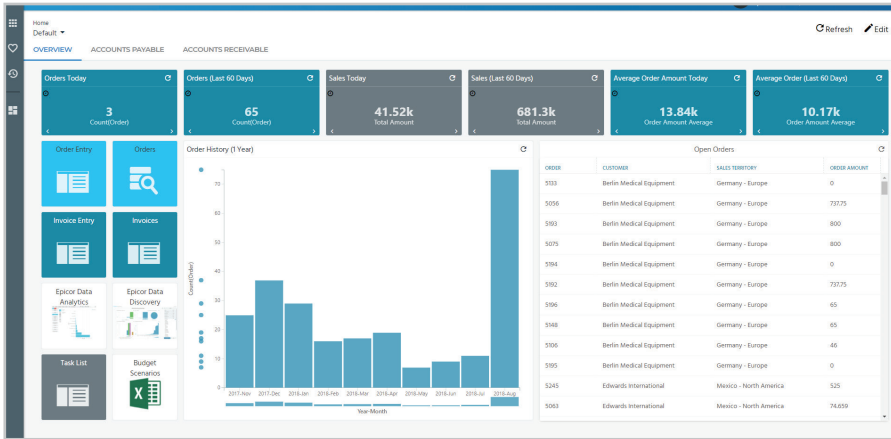 Home
Default
Refresh
Edit
OVERVIEW ACCOUNTS PAYABLE ACCOUNTS RECEIVABLE
Orders Today
3
Count(Order)
Orders (Last 60 Days)
65
Count(Order)
Sales Today
41.52k
Total Amount
Sales (Last 60 Days)
681.3k
Total Amount
Average Order Amount Today
13.84k
Order Amount Average
Average Order (Last 60 Days)
10.17k
Order Amount Average
Order Entry
Orders
Invoice Entry
Invoices
Epicor Data
Analytics
Epicor Data
Discovery
Task List
Budget
Scenarios
Order History (1 Year)
Count(Order)
70
60
50
40
30
20
10
0
2017-Nov 2017-Dec 2018-Jan 2018-Feb 2018-Mar 2018-Apr 2018-May 2018-Jun 2018-Jul 2018-Aug
Year-Month
Open Orders
ORDER CUSTOMER SALES TERRITORY ORDER AMOUNT
5133 Berlin Medical Equipment Germany - Europe 0
5056 Berlin Medical Equipment Germany - Europe 737.75
5193 Berlin Medical Equipment Germany - Europe 800
5075 Berlin Medical Equipment Germany - Europe 800
5194 Berlin Medical Equipment Germany - Europe 0
5192 Berlin Medical Equipment Germany - Europe 737.75
5196 Berlin Medical Equipment Germany - Europe 65
5148 Berlin Medical Equipment Germany - Europe 65
5106 Berlin Medical Equipment Germany - Europe 46
5195 Berlin Medical Equipment Germany - Europe 0
5245 Edwards International Mexico - North America 525
5063 Edwards International Mexico - North America 74.659